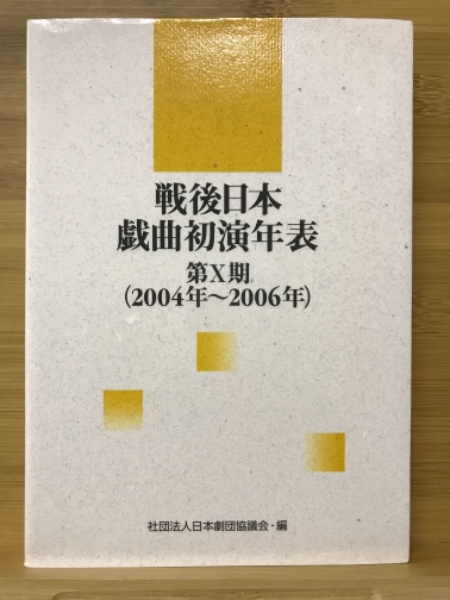 戦後日本
戯曲初演年表
第X期
(2004年〜2006年)
社団法人日本劇団協議会・編